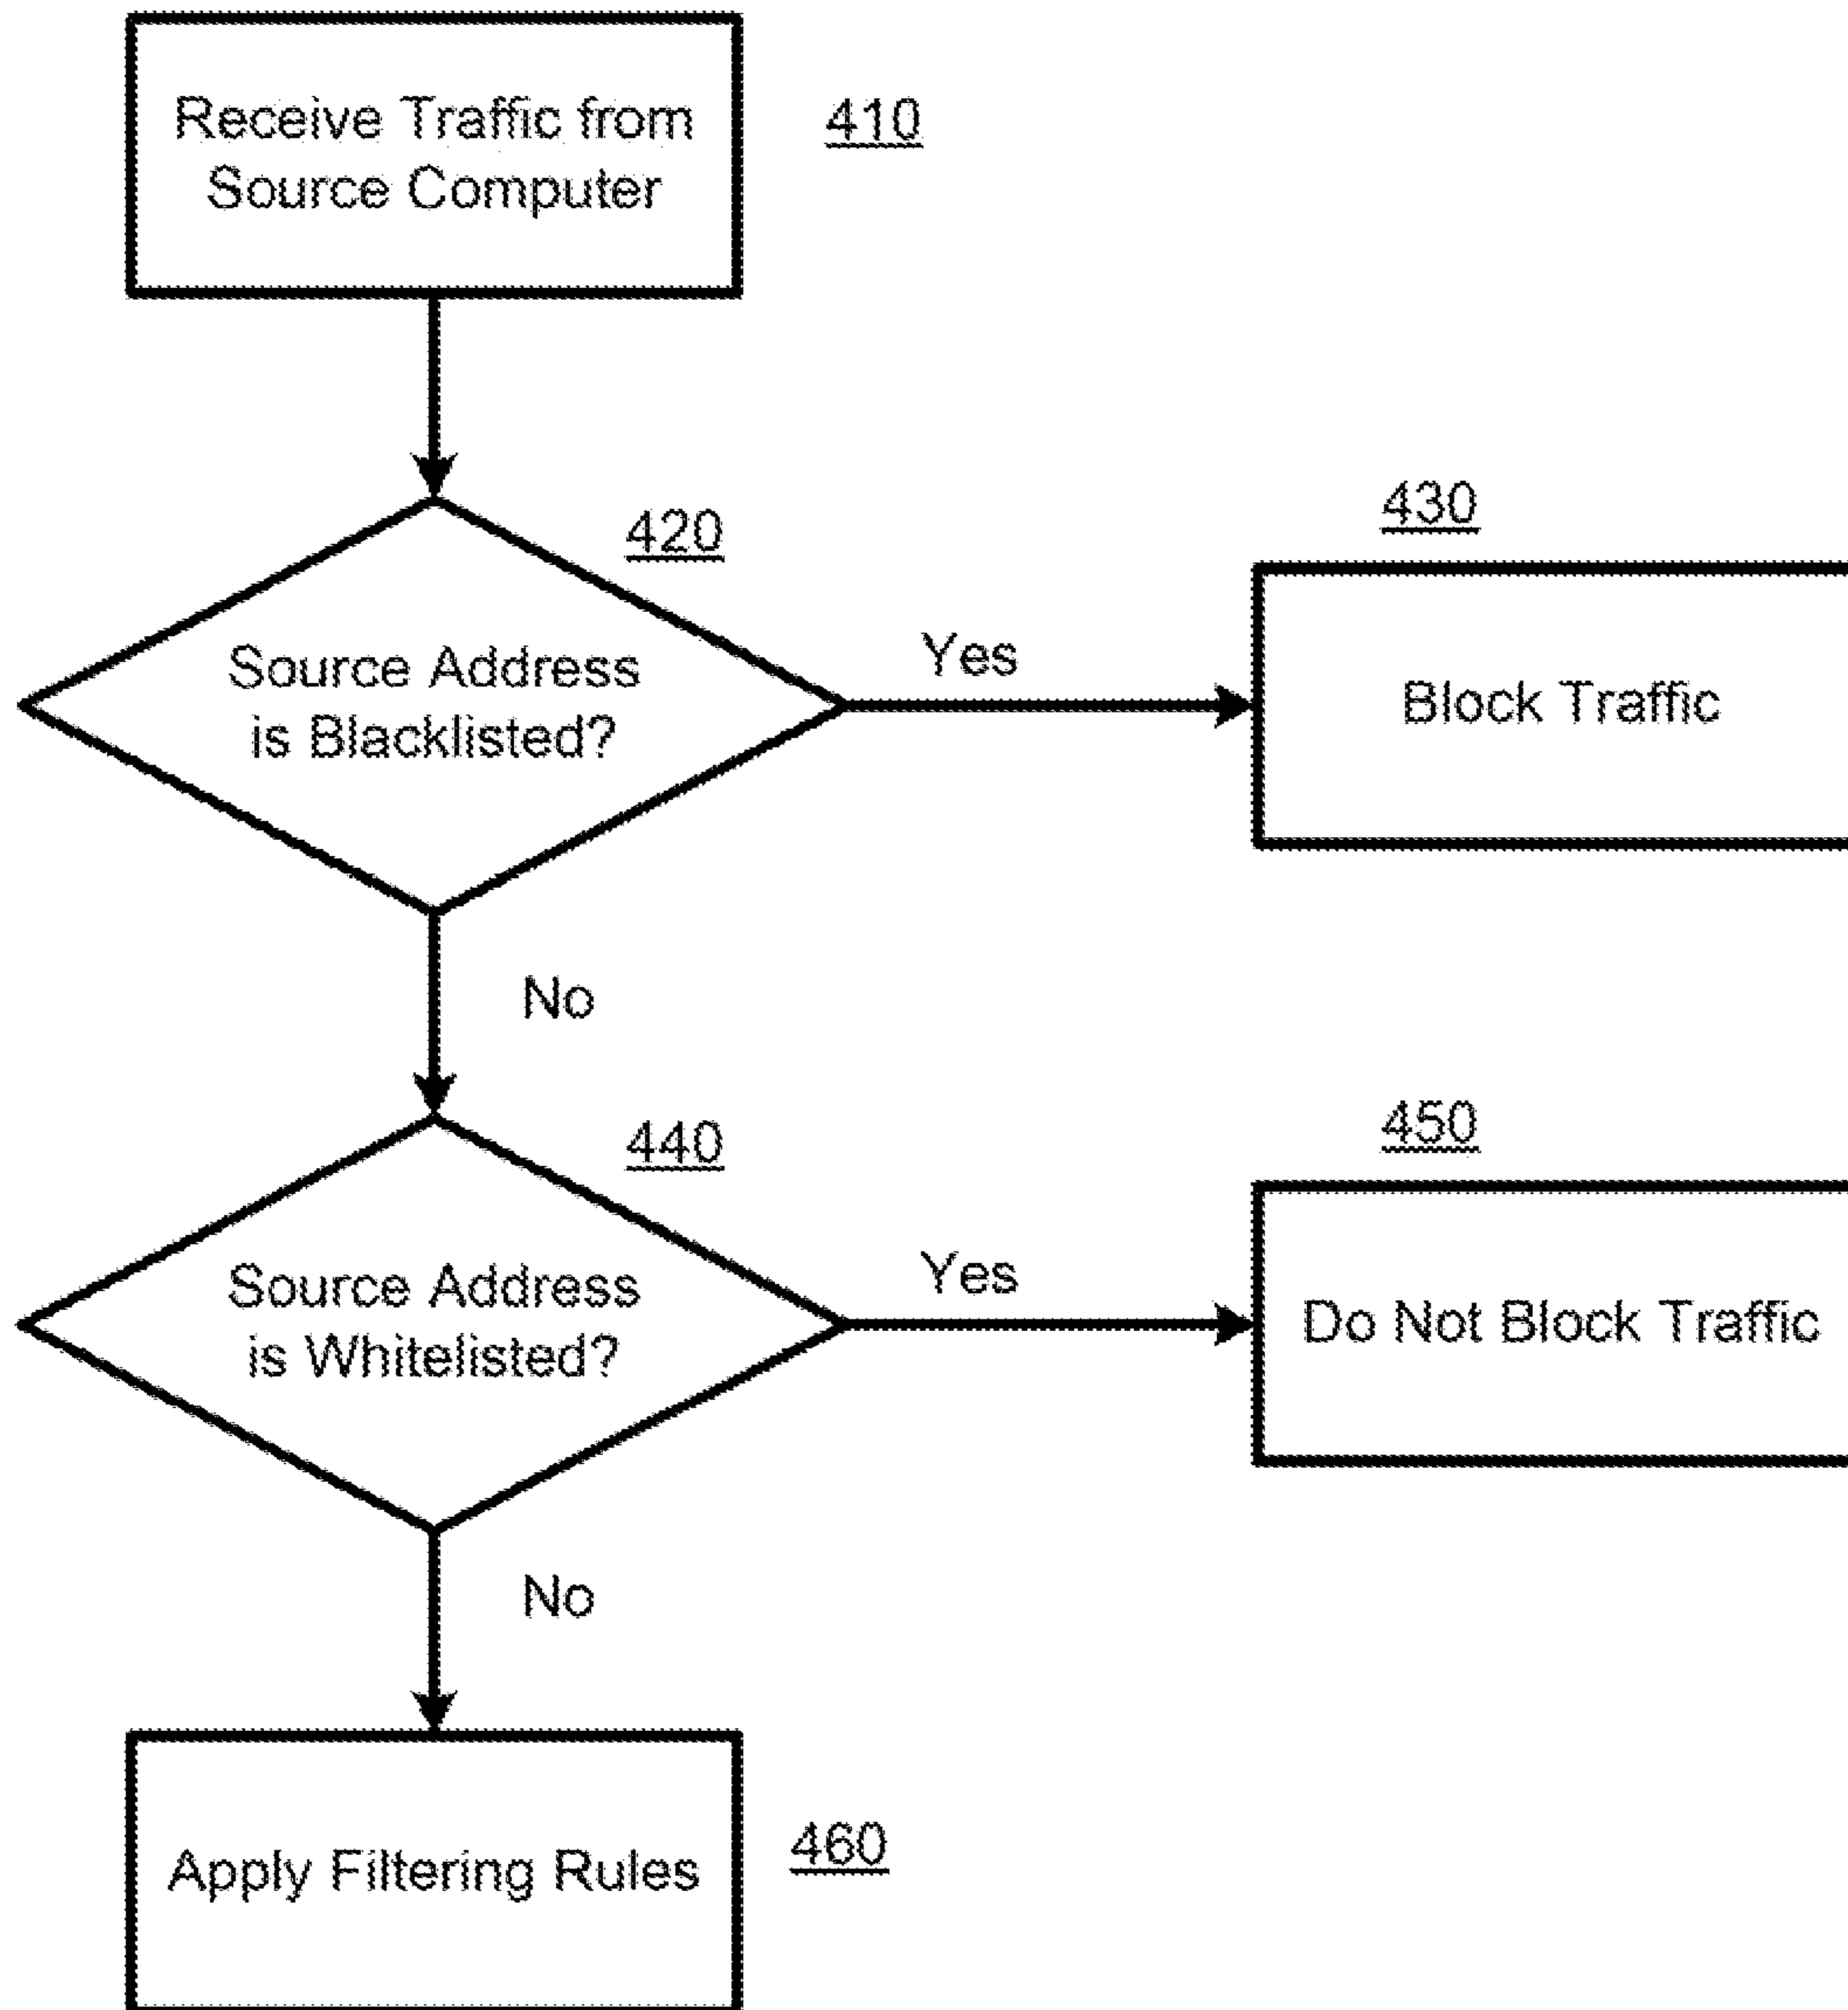 Receive Traffic from
Source Computer
410
420
Source Address
is Blacklisted?
Yes
430
Block Traffic
No
440
Source Address
is Whitelisted?
Yes
450
Do Not Block Traffic
No
Apply Filtering Rules
460